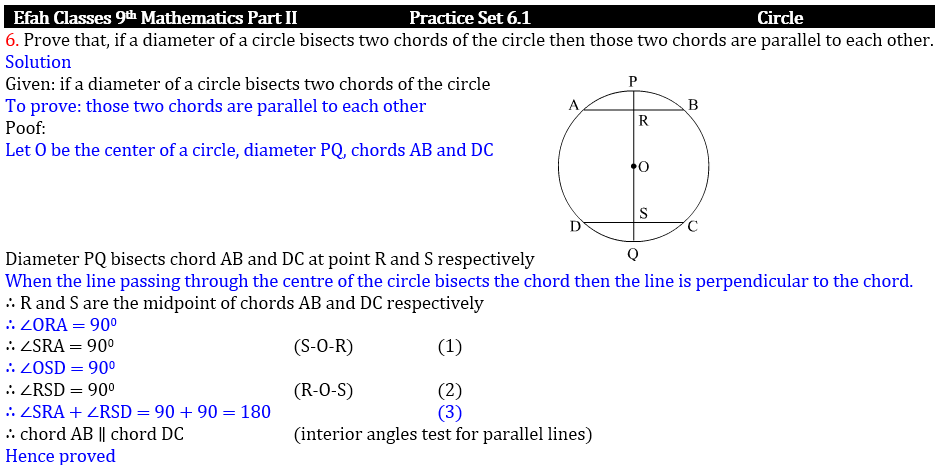 Efah Classes 9th Mathematics Part II Practice Set 6.1 Circle
6. Prove that, if a diameter of a circle bisects two chords of the circle then those two chords are parallel to each other.
Solution
Given: if a diameter of a circle bisects two chords of the circle
To prove: those two chords are parallel to each other
Poof:
Let O be the center of a circle, diameter PQ, chords AB and DC
P
A B
R
O
S
D C
Q
Diameter PQ bisects chord AB and DC at point R and S respectively
When the line passing through the centre of the circle bisects the chord then the line is perpendicular to the chord.
∴ R and S are the midpoint of chords AB and DC respectively
∴ ∠ORA = 90⁰
∴ ∠SRA = 90⁰ (S-O-R) (1)
∴ ∠OSD = 90⁰
∴ ∠RSD = 90⁰ (R-O-S) (2)
∴ ∠SRA + ∠RSD = 90 + 90 = 180 (3)
∴ chord AB ∥ chord DC (interior angles test for parallel lines)
Hence proved